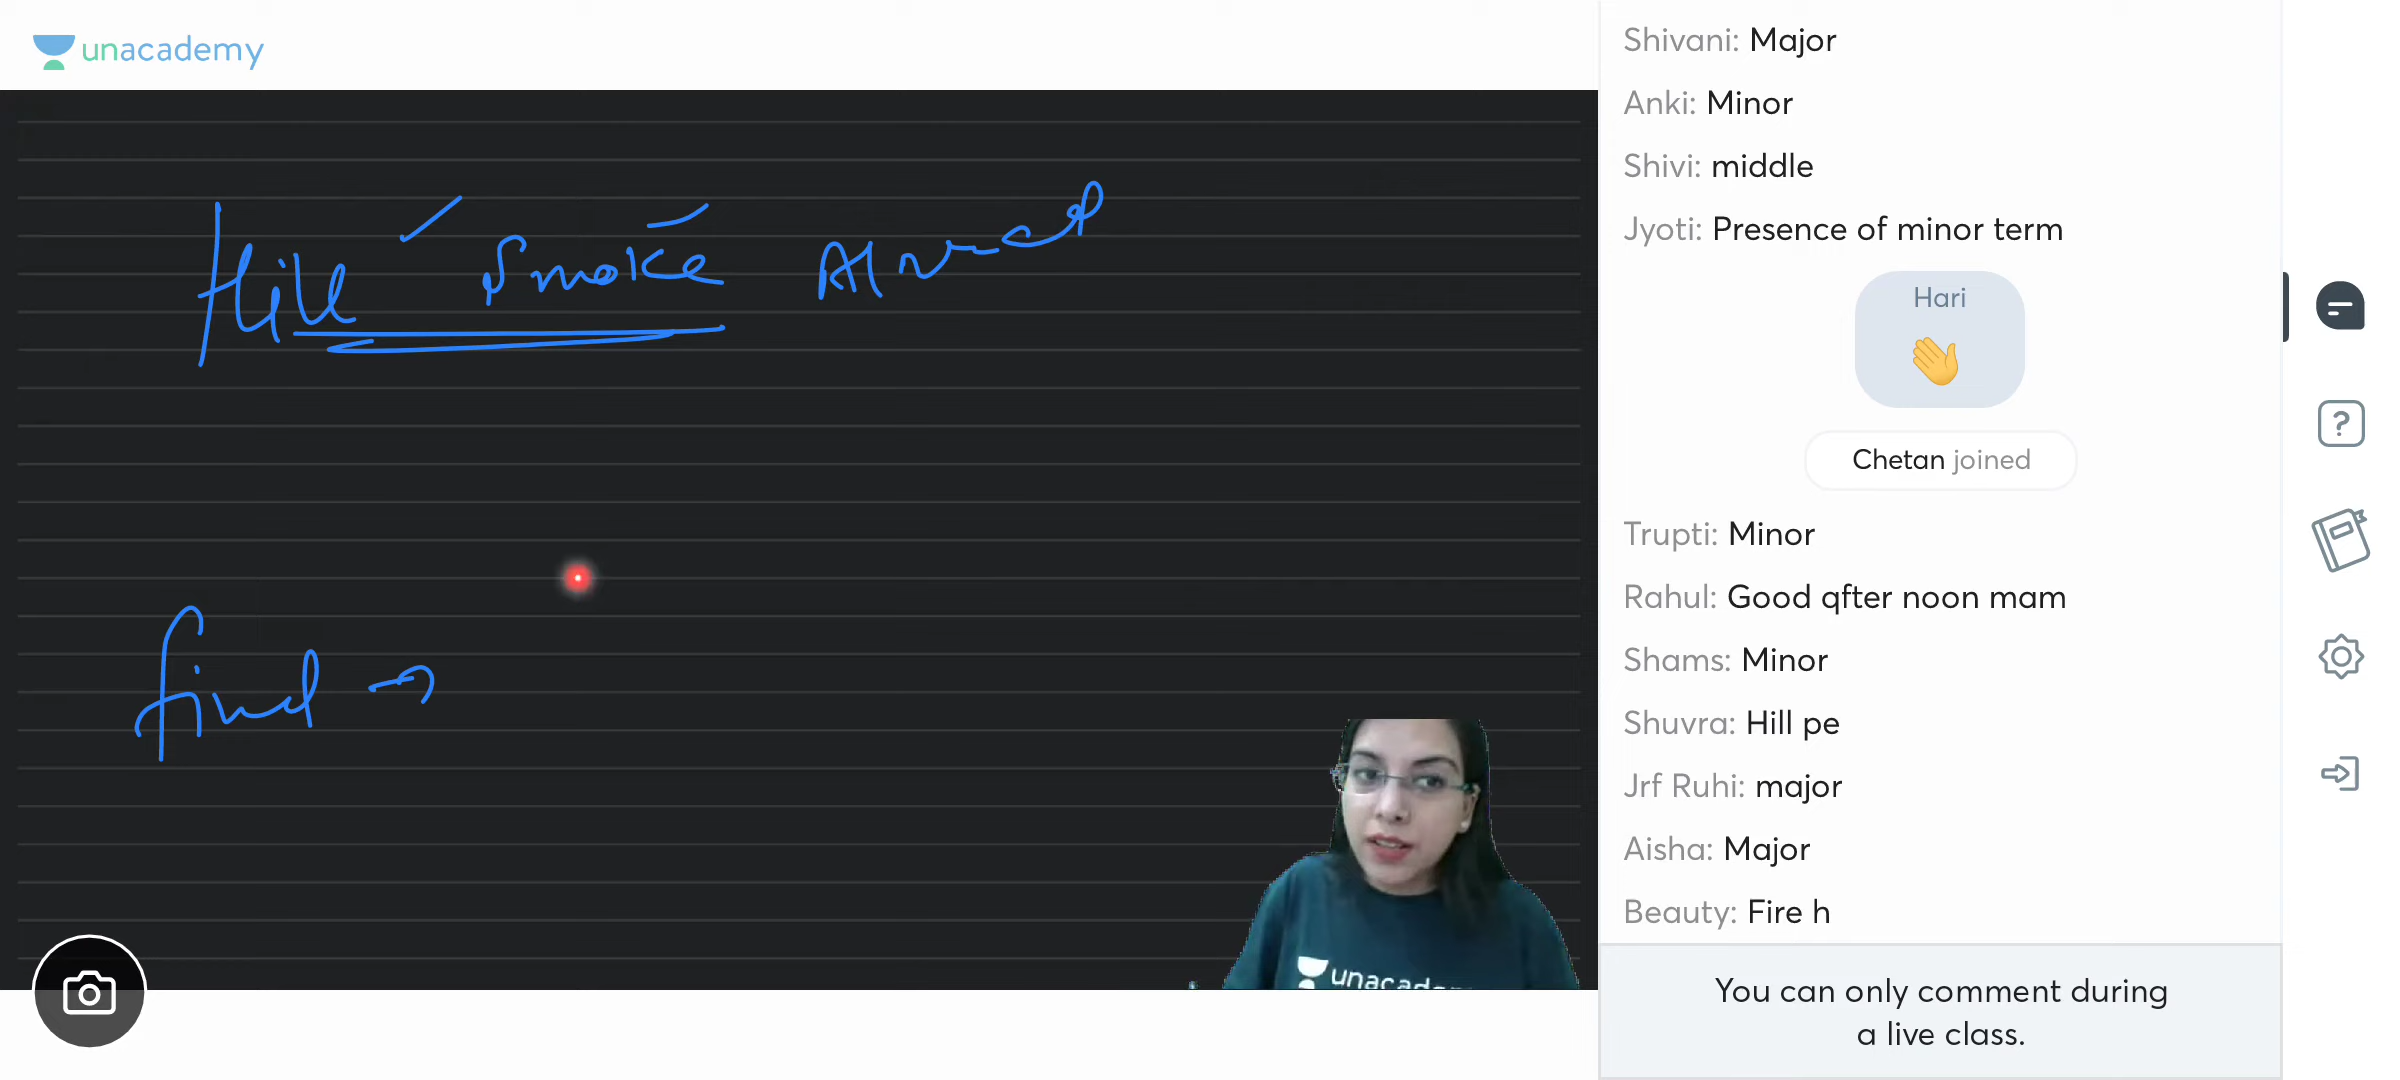 unacademy
Hill Smoke
find →
unacade
Shivani: Major
Anki: Minor
Shivi: middle
Jyoti: Presence of minor term
Hari
Chetan joined
Trupti: Minor
Rahul: Good qfter noon mam
Shams: Minor
Shuvra: Hill pe
Jrf Ruhi: major
Aisha: Major
Beauty: Fire h
You can only comment during
a live class.
?